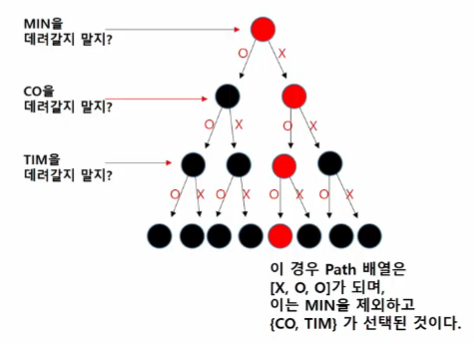 MIN을
데려갈지 말지?
O X
CO을
데려갈지 말지?
O X O X
TIM을
데려갈지 말지?
O X O X O X O X
이 경우 Path 배열은
[X, O, O]가 되며,
이는 MIN을 제외하고
{CO, TIM} 가 선택된 것이다.